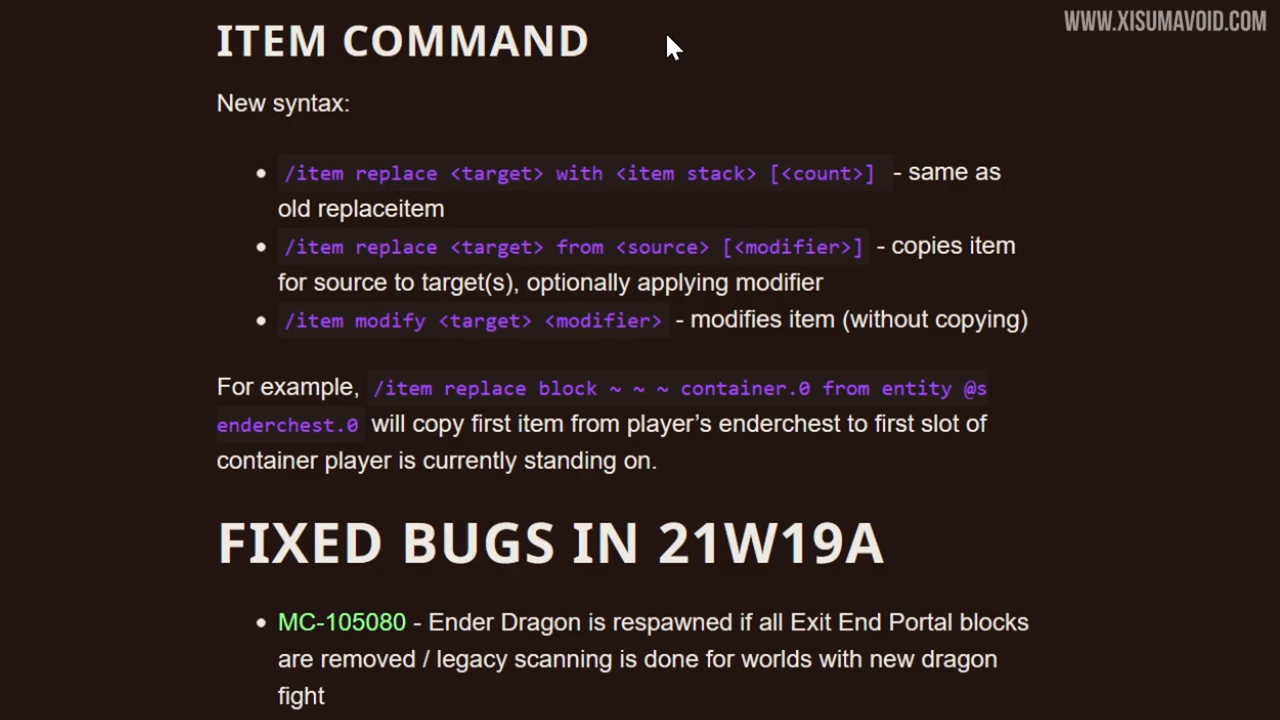 WWW.XISUMAVOID.COM
ITEM COMMAND
New syntax:
• /item replace <target> with <item stack> [<count>] - same as
old replaceitem
• /item replace <target> from <source> [<modifier>] - copies item
for source to target(s), optionally applying modifier
• /item modify <target> <modifier> - modifies item (without copying)
For example, /item replace block ~ ~ ~ container.0 from entity @s
enderchest.0 will copy first item from player’s enderchest to first slot of
container player is currently standing on.
FIXED BUGS IN 21W19A
• MC-105080 - Ender Dragon is respawned if all Exit End Portal blocks
are removed / legacy scanning is done for worlds with new dragon
fight